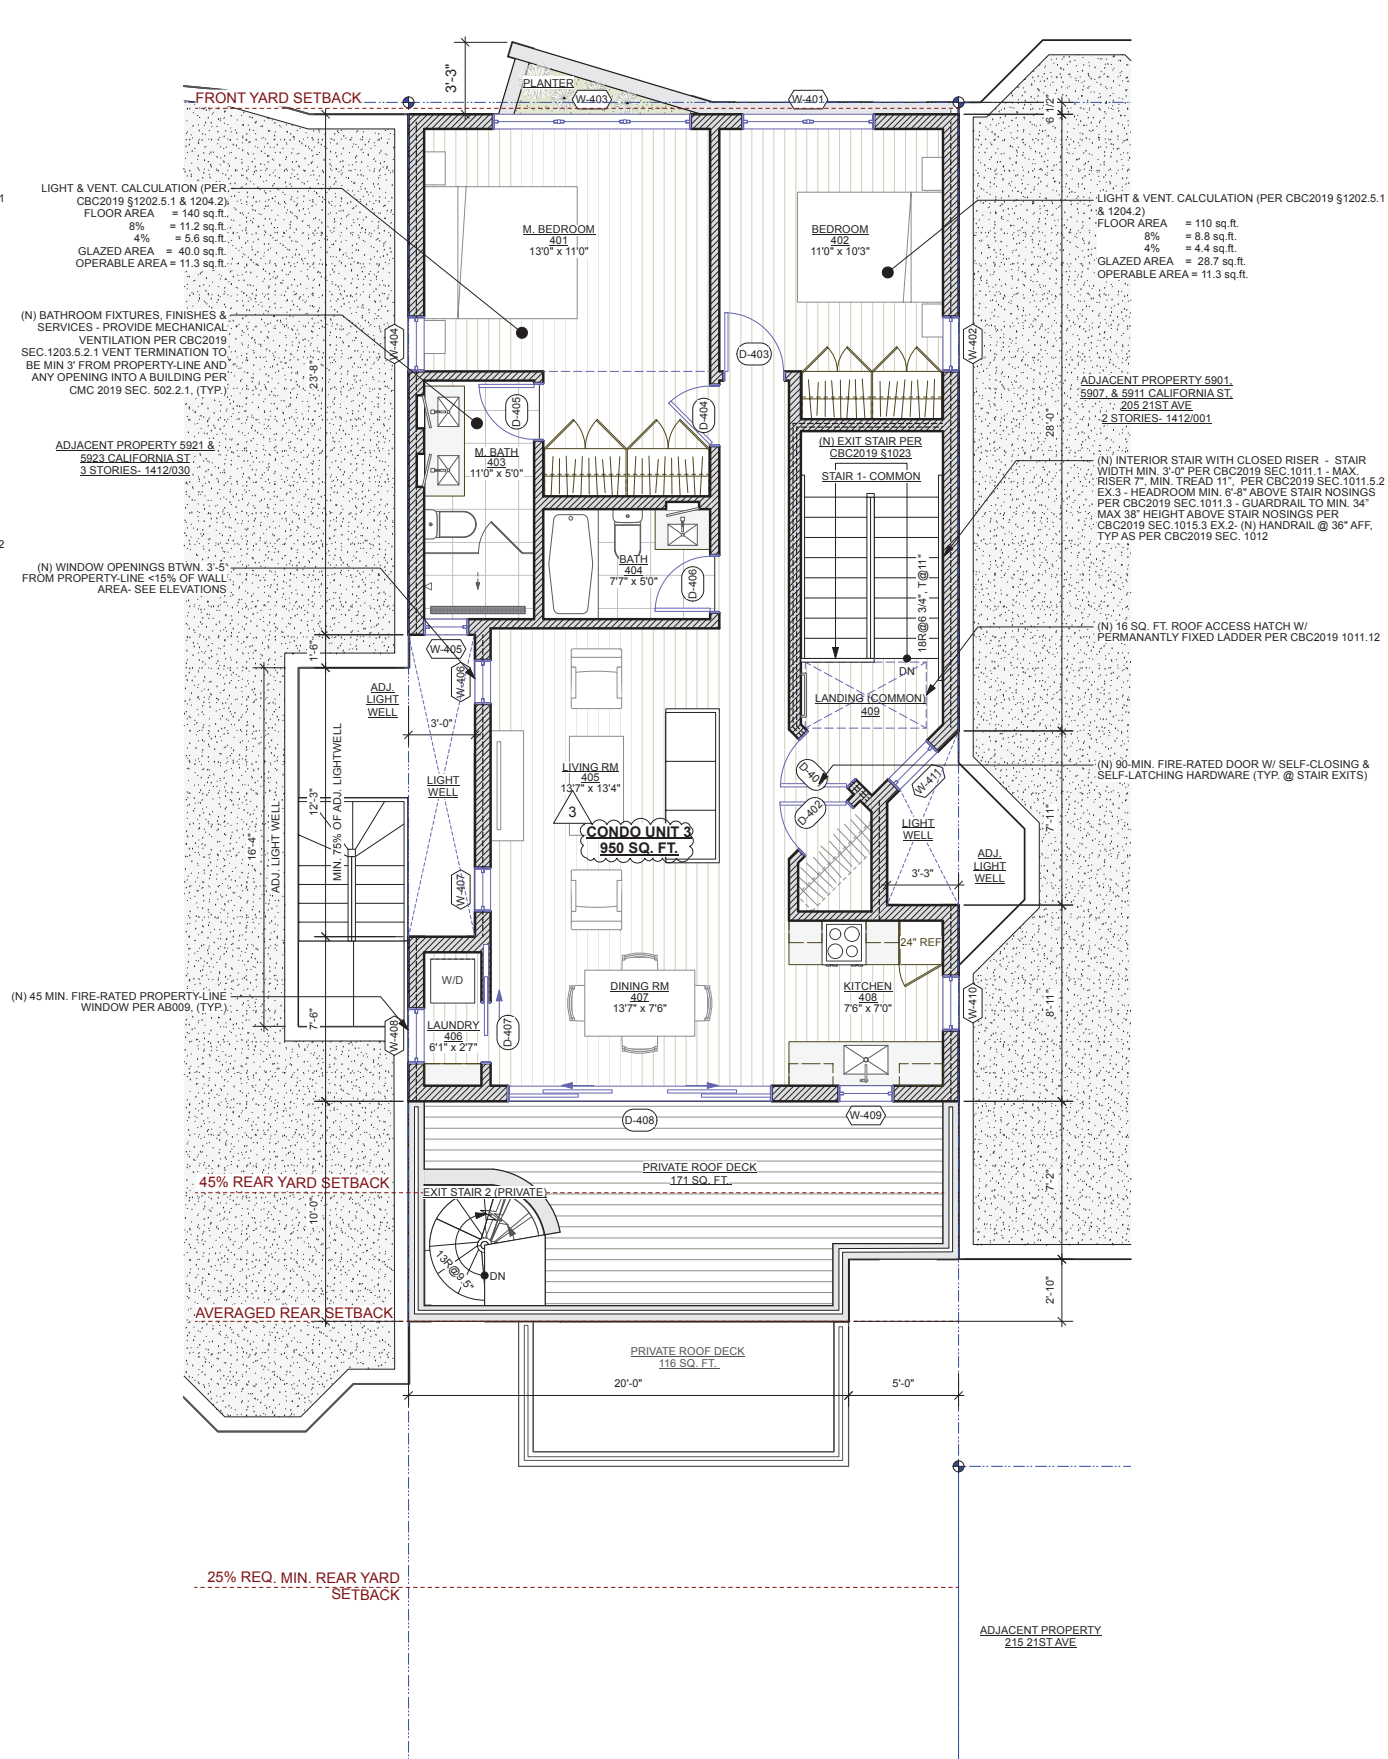 3'-3"
PLANTER
FRONT YARD SETBACK
W-403
W-401
6 1/2"
LIGHT & VENT. CALCULATION (PER
CBC2019 §1202.5.1 & 1204.2)
FLOOR AREA = 140 sq.ft.
8% = 11.2 sq.ft.
4% = 5.6 sq.ft.
GLAZED AREA = 40.0 sq.ft.
OPERABLE AREA = 11.3 sq.ft.
1
LIGHT & VENT. CALCULATION (PER CBC2019 §1202.5.1
& 1204.2)
FLOOR AREA = 110 sq.ft.
8% = 8.8 sq.ft.
4% = 4.4 sq.ft.
GLAZED AREA = 28.7 sq.ft.
OPERABLE AREA = 11.3 sq.ft.
M. BEDROOM
401
13'0" x 11'0"
BEDROOM
402
11'0" x 10'3"
(N) BATHROOM FIXTURES, FINISHES &
SERVICES - PROVIDE MECHANICAL
VENTILATION PER CBC2019
SEC.1203.5.2.1 VENT TERMINATION TO
BE MIN 3' FROM PROPERTY-LINE AND
ANY OPENING INTO A BUILDING PER
CMC 2019 SEC. 502.2.1, (TYP.)
W-404
23'-8"
D-403
W-402
ADJACENT PROPERTY 5901,
5907, & 5911 CALIFORNIA ST,
205 21ST AVE
2 STORIES- 1412/001
28'-0"
D-405
D-404
ADJACENT PROPERTY 5921 &
5923 CALIFORNIA ST
3 STORIES- 1412/030
M. BATH
403
11'0" x 5'0"
(N) EXIT STAIR PER
CBC2019 §1023
STAIR 1- COMMON
(N) INTERIOR STAIR WITH CLOSED RISER - STAIR
WIDTH MIN. 3'-0" PER CBC2019 SEC.1011.1 - MAX.
RISER 7", MIN. TREAD 11", PER CBC2019 SEC.1011.5.2
EX.3 - HEADROOM MIN. 6'-8" ABOVE STAIR NOSINGS
PER CBC2019 SEC.1011.3 - GUARDRAIL TO MIN. 34"
MAX 38" HEIGHT ABOVE STAIR NOSINGS PER
CBC2019 SEC.1015.3 EX.2- (N) HANDRAIL @ 36" AFF,
TYP AS PER CBC2019 SEC. 1012
2
(N) WINDOW OPENINGS BTWN. 3'-5'
FROM PROPERTY-LINE <15% OF WALL
AREA- SEE ELEVATIONS
BATH
404
7'7" x 5'0"
D-406
18R@6 3/4", T@11"
(N) 16 SQ. FT. ROOF ACCESS HATCH W/
PERMANANTLY FIXED LADDER PER CBC2019 1011.12
1'-6"
W-405
W-406
DN
ADJ.
LIGHT
WELL
LANDING (COMMON)
409
3'-0"
LIVING RM
405
13'7" x 13'4"
3
CONDO UNIT 3
950 SQ. FT.
LIGHT
WELL
12'-3"
MIN. 75% OF ADJ. LIGHTWELL
ADJ. LIGHT WELL
16'-4"
D-40
D-402
W-411
(N) 90-MIN. FIRE-RATED DOOR W/ SELF-CLOSING &
SELF-LATCHING HARDWARE (TYP. @ STAIR EXITS)
LIGHT
WELL
7'-11"
ADJ.
LIGHT
WELL
3'-3"
W-407
24" REF
W/D
DINING RM
407
13'7" x 7'6"
KITCHEN
408
7'6" x 7'0"
W-410
8'-11"
(N) 45 MIN. FIRE-RATED PROPERTY-LINE
WINDOW PER AB009, (TYP.)
7'-6"
W-408
LAUNDRY
406
6'1" x 2'7"
D-407
D-408
W-409
PRIVATE ROOF DECK
171 SQ. FT.
45% REAR YARD SETBACK
EXIT STAIR 2 (PRIVATE)
10'-0"
7'-2"
13R@9.5"
DN
2'-10"
AVERAGED REAR SETBACK
PRIVATE ROOF DECK
116 SQ. FT.
20'-0"
5'-0"
25% REQ. MIN. REAR YARD
SETBACK
ADJACENT PROPERTY
215 21ST AVE